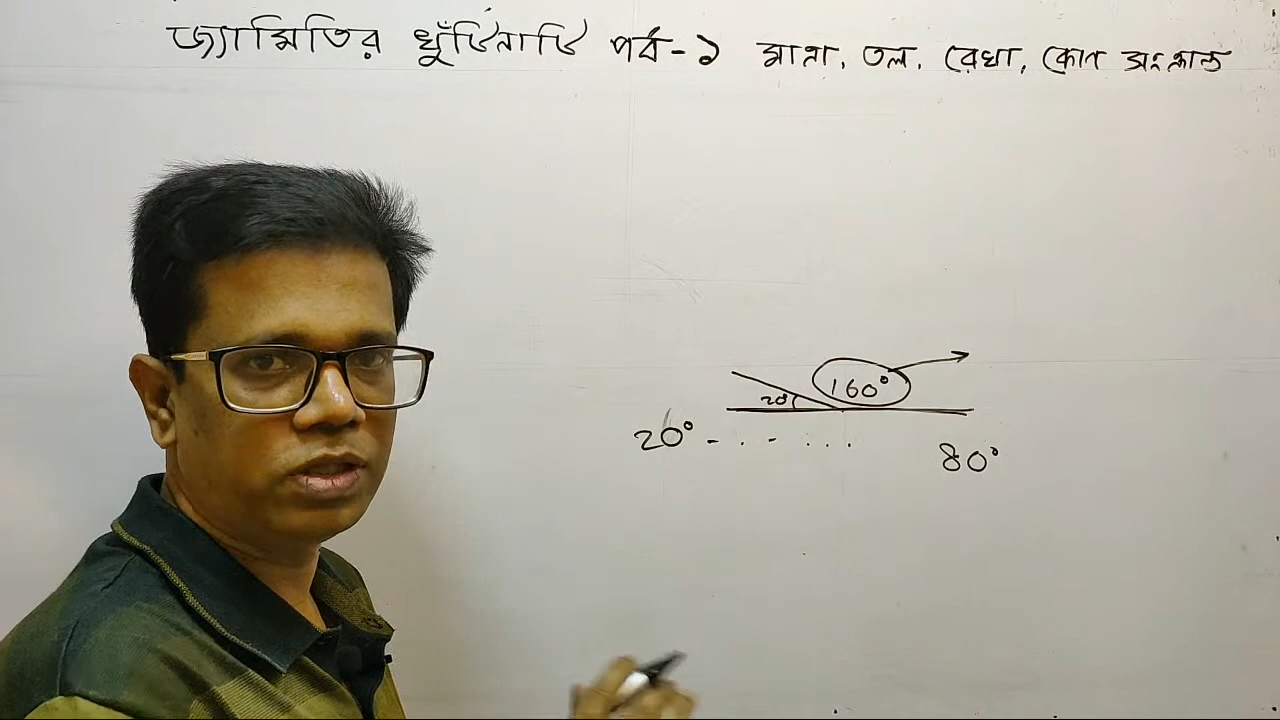 জ্যামিতির খুঁটিনাটি পর্ব-১ মাত্রা, তল, রেখা, কোণ সংক্রান্ত
160°
20°
20° - . . - . . .
80°